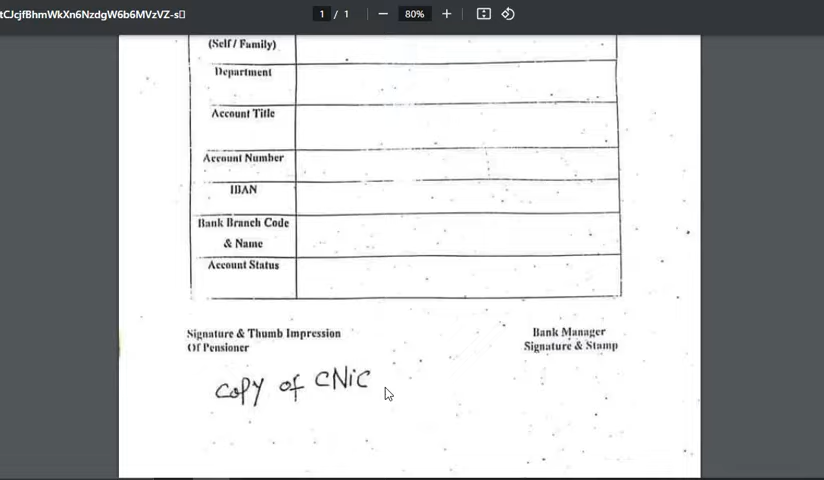 tCJcjfBhmWkXn6NzdgW6b6MVzVZ-s
1 / 1
80%
(Self / Family)
Department
Account Title
Account Number
IBAN
Bank Branch Code
& Name
Account Status
Signature & Thumb Impression
Of Pensioner
Bank Manager
Signature & Stamp
Copy of CNiC